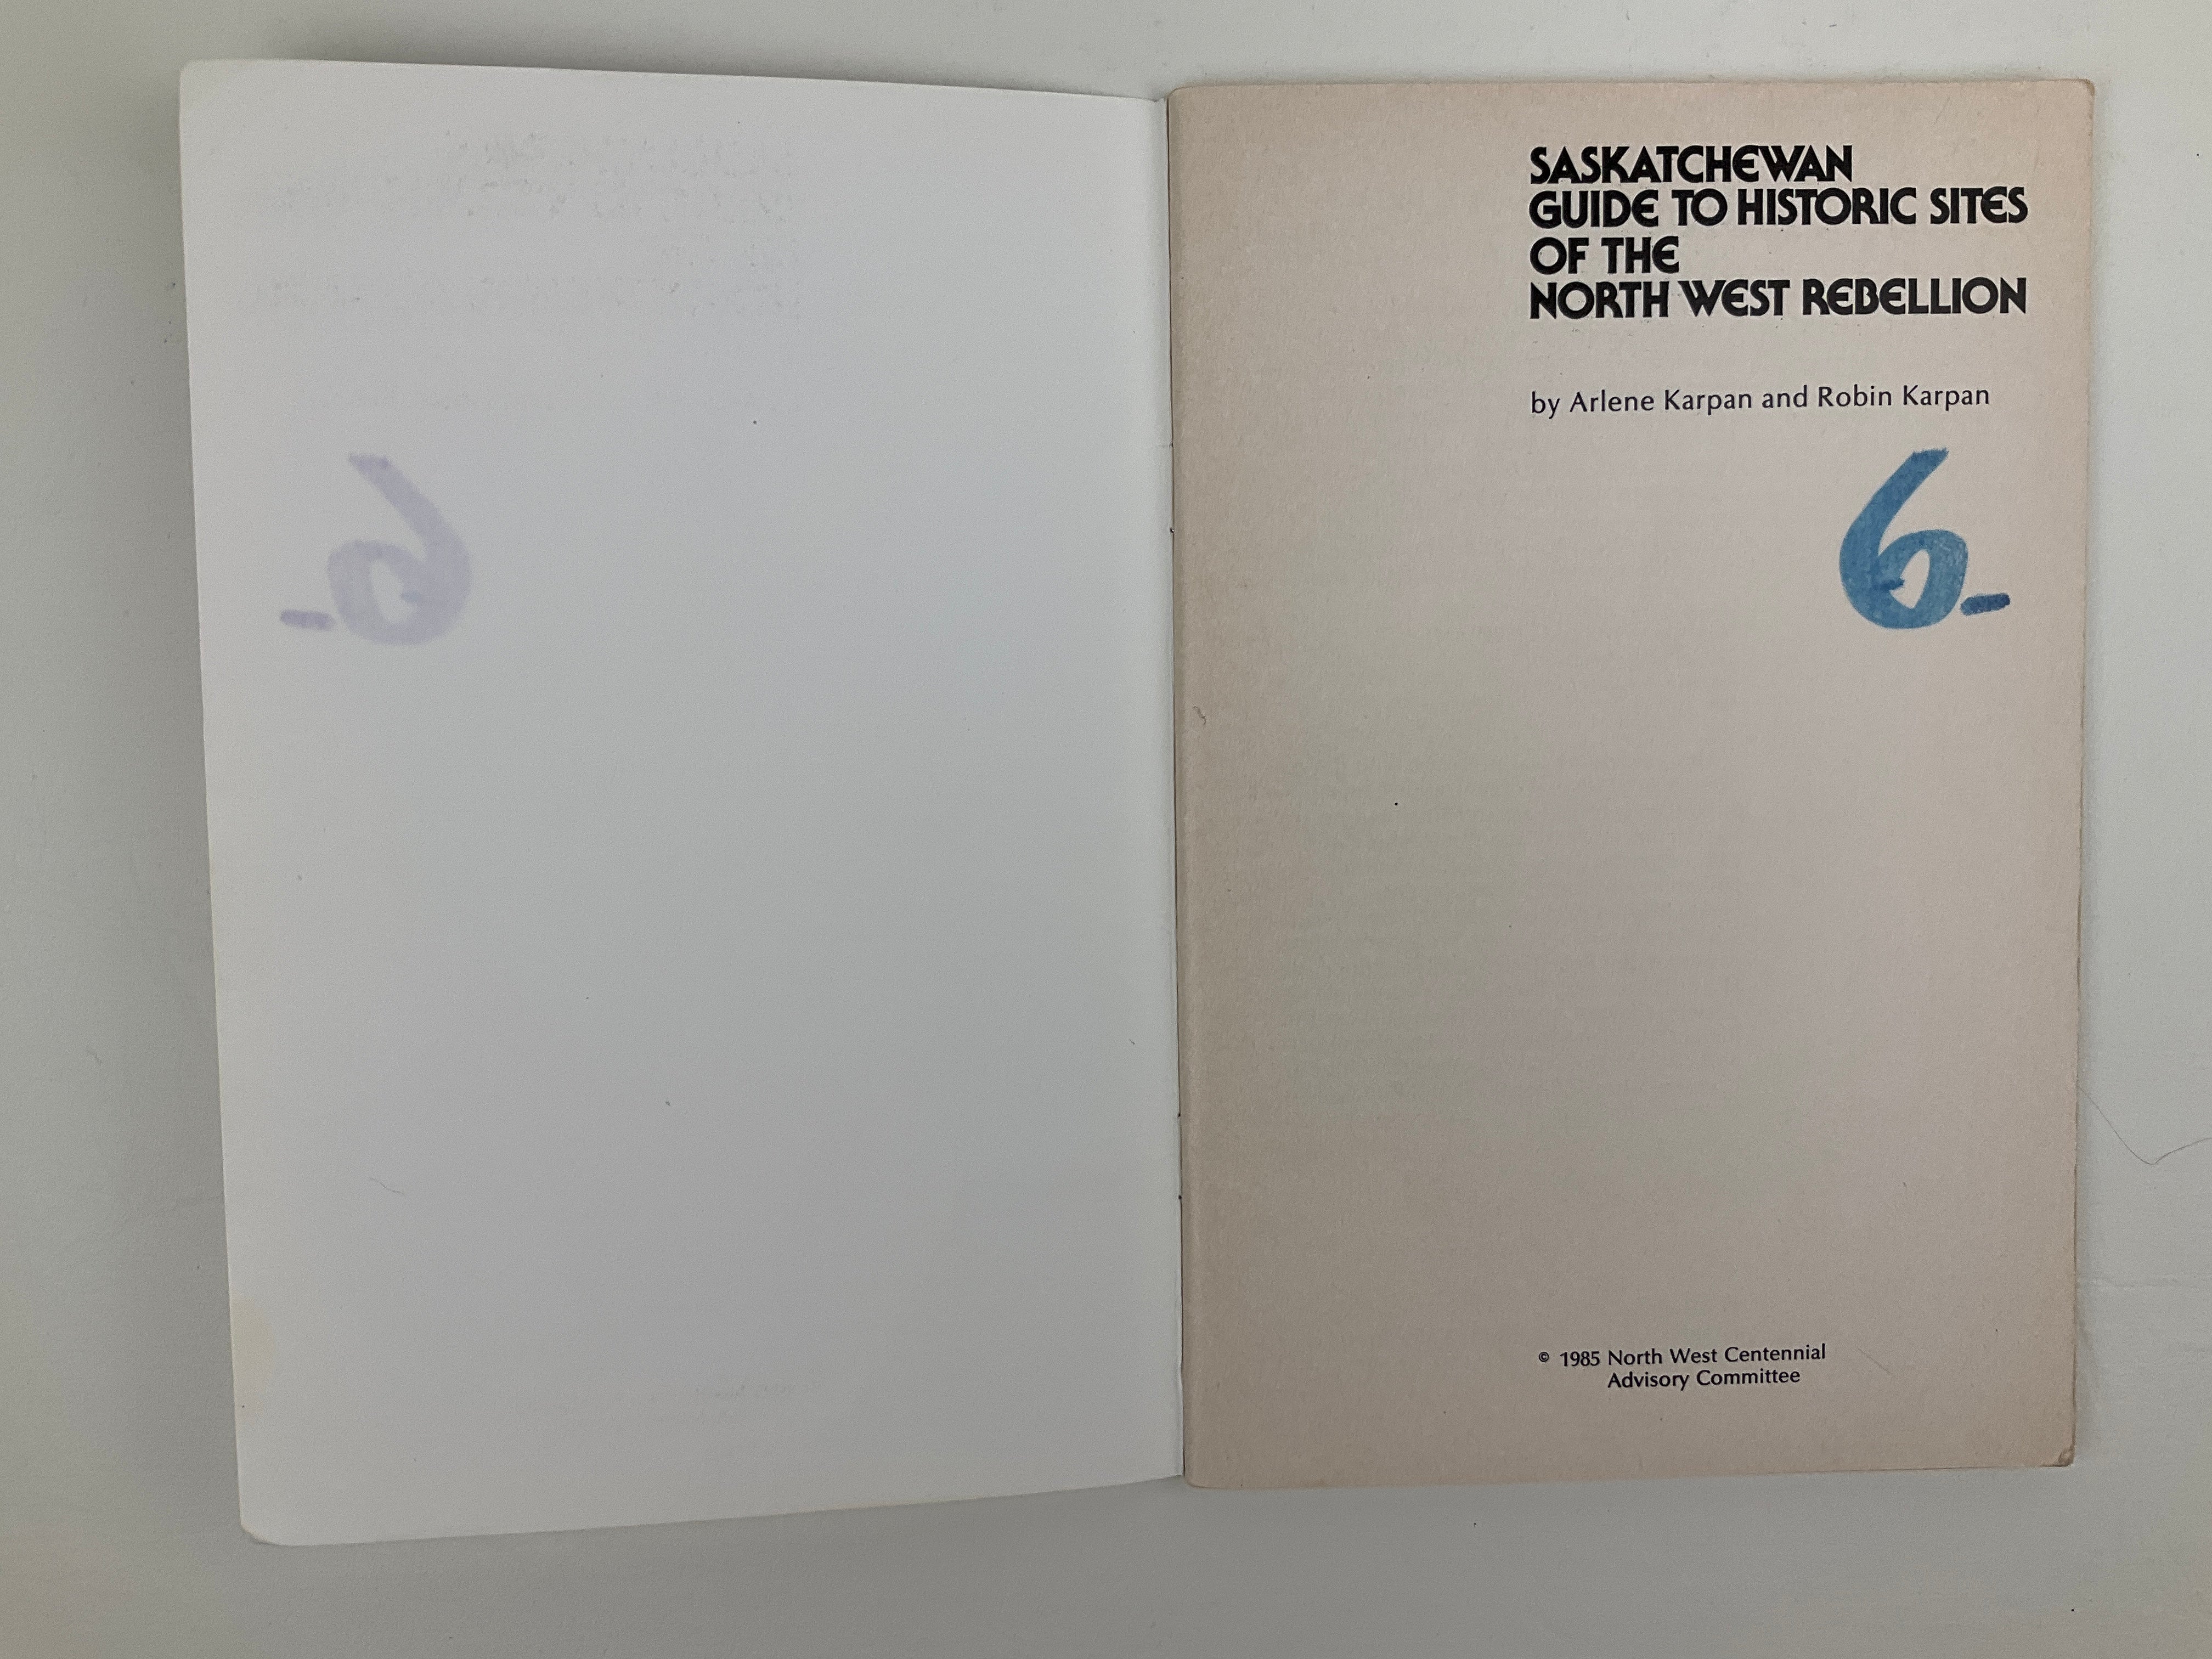 SASKATCHEWAN
GUIDE TO HISTORIC SITES
OF THE
NORTH WEST REBELLION
by Arlene Karpan and Robin Karpan
6.-
© 1985 North West Centennial
Advisory Committee